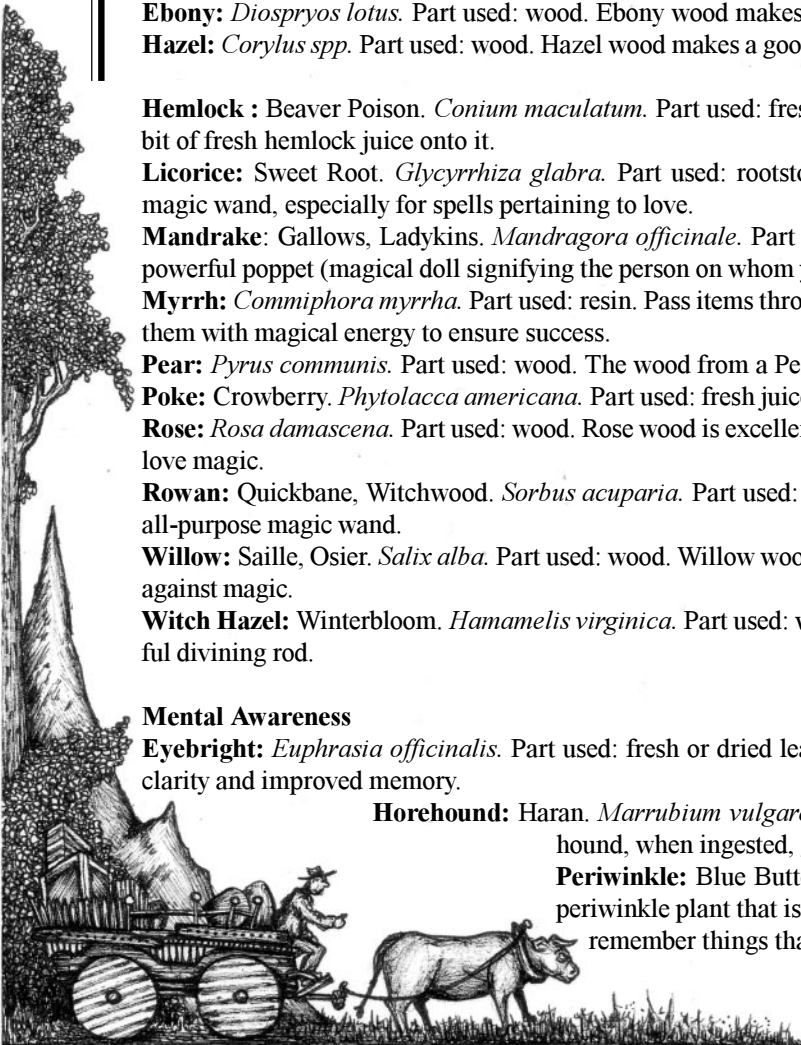 Ebony: Diospryos lotus. Part used: wood. Ebony wood makes
Hazel: Corylus spp. Part used: wood. Hazel wood makes a goo
Hemlock : Beaver Poison. Conium maculatum. Part used: fres
bit of fresh hemlock juice onto it.
Licorice: Sweet Root. Glycyrrhiza glabra. Part used: rootsto
magic wand, especially for spells pertaining to love.
Mandrake: Gallows, Ladykins. Mandragora officinale. Part
powerful poppet (magical doll signifying the person on whom y
Myrrh: Commiphora myrrha. Part used: resin. Pass items thro
them with magical energy to ensure success.
Pear: Pyrus communis. Part used: wood. The wood from a Pe
Poke: Crowberry. Phytolacca americana. Part used: fresh juice
Rose: Rosa damascena. Part used: wood. Rose wood is excelle
love magic.
Rowan: Quickbane, Witchwood. Sorbus acuparia. Part used:
all-purpose magic wand.
Willow: Saille, Osier. Salix alba. Part used: wood. Willow woo
against magic.
Witch Hazel: Winterbloom. Hamamelis virginica. Part used: w
ful divining rod.
Mental Awareness
Eyebright: Euphrasia officinalis. Part used: fresh or dried lea
clarity and improved memory.
Horehound: Haran. Marrubium vulgare
hound, when ingested,
Periwinkle: Blue Butt
periwinkle plant that is
remember things tha